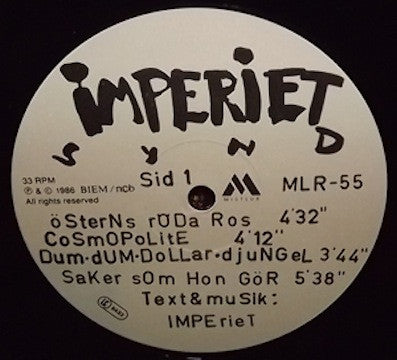 iMPERIET
SYND
33 RPM
Ⓟ & © 1986 BIEM/ncb
All rights reserved
Sid 1
MISTLUR
MLR-55
öSterNs rÖDa Ros 4'32"
CoSmOPoLitE 4'12"
Dum·dUM·DoLLar·djuNGeL 3'44"
SaKer sOm Hon GöR 5'38"
Text&muSik:
IMPErieT